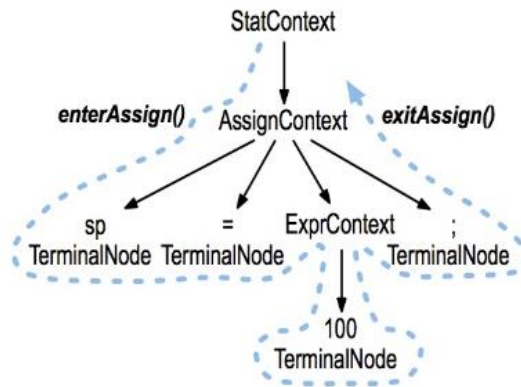 StatContext
enterAssign()
AssignContext
exitAssign()
sp
TerminalNode
=
TerminalNode
ExprContext
;
TerminalNode
100
TerminalNode